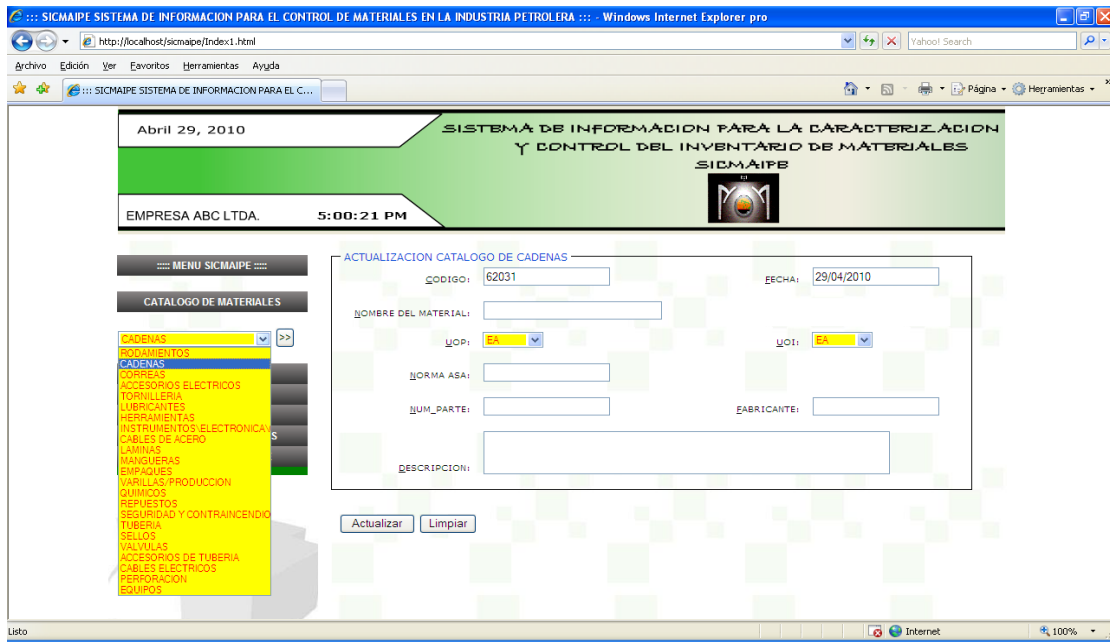 ::: SICMAIPE SISTEMA DE INFORMACION PARA EL CONTROL DE MATERIALES EN LA INDUSTRIA PETROLERA ::: - Windows Internet Explorer pro
http://localhost/sicmaipe/Index1.html
Yahoo! Search
Archivo Edición Ver Favoritos Herramientas Ayuda
::: SICMAIPE SISTEMA DE INFORMACION PARA EL C...
Página Herramientas »
Abril 29, 2010
SISTEMA DE INFORMACION PARA LA CARACTERIZACION
Y CONTROL DEL INVENTARIO DE MATERIALES
SICMAIPE
EMPRESA ABC LTDA. 5:00:21 PM
::::: MENU SICMAIPE :::::
CATALOGO DE MATERIALES
CADENAS >>
RODAMIENTOS
CADENAS
CORREAS
ACCESORIOS ELECTRICOS
TORNILLERIA
LUBRICANTES
HERRAMIENTAS
INSTRUMENTOS\ELECTRONICA\
CABLES DE ACERO
S
LAMINAS
MANGUERAS
EMPAQUES
VARILLAS/PRODUCCION
QUIMICOS
REPUESTOS
SEGURIDAD Y CONTRAINCENDIO
TUBERIA
SELLOS
VALVULAS
ACCESORIOS DE TUBERIA
CABLES ELECTRICOS
PERFORACION
EQUIPOS
ACTUALIZACION CATALOGO DE CADENAS
CODIGO: 62031 FECHA: 29/04/2010
NOMBRE DEL MATERIAL:
UOP: EA UOI: EA
NORMA ASA:
NUM_PARTE: FABRICANTE:
DESCRIPCION:
Actualizar Limpiar
Listo Internet 100%